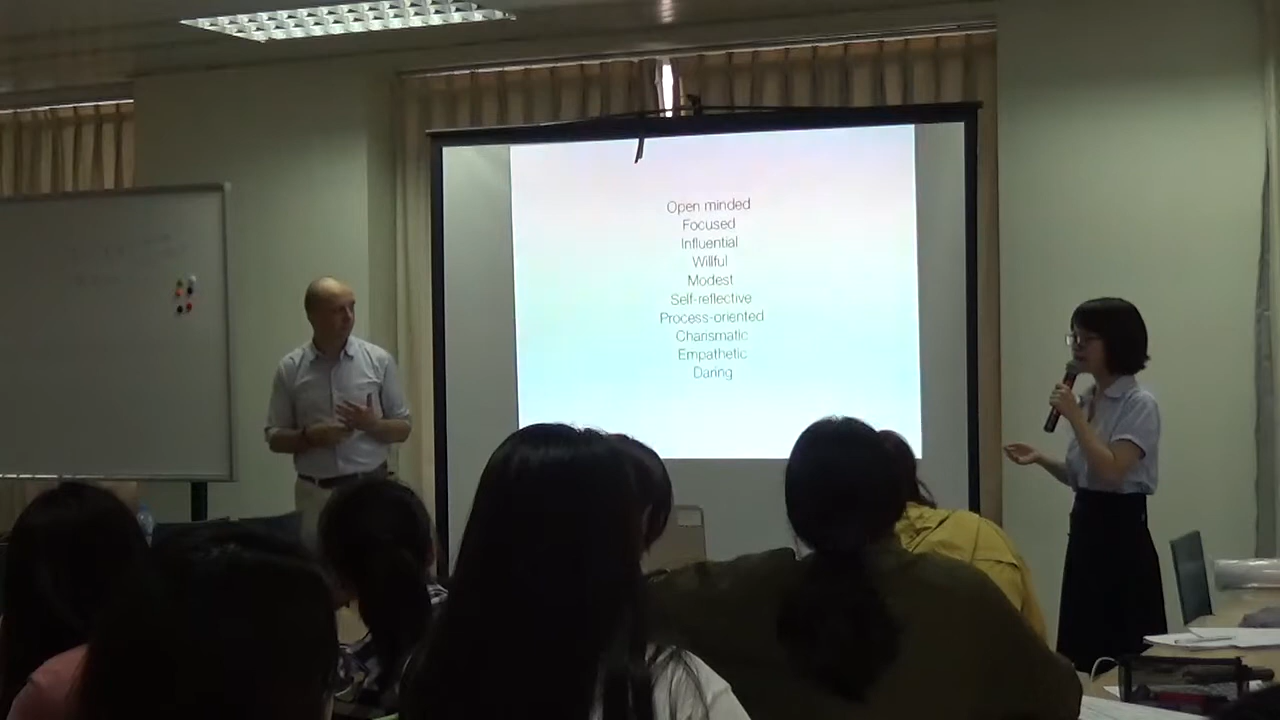 Open minded
Focused
Influential
Willful
Modest
Self-reflective
Process-oriented
Charismatic
Empathetic
Daring